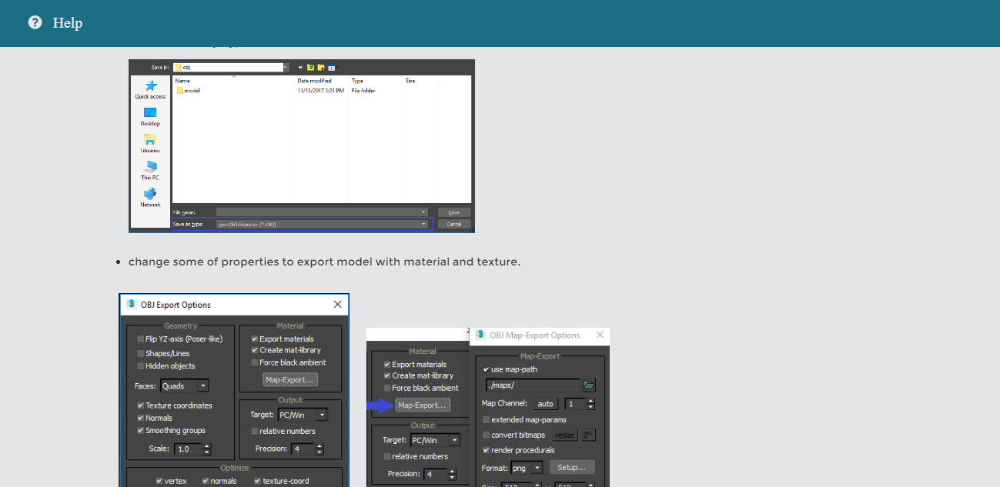 Help
Save in: obj
Name Date modified Type Size
model 11/13/2017 3:23 PM File folder
Quick access
Desktop
Libraries
This PC
Network
File name: Save
Save as type: gw::OBJ-Exporter (*.OBJ) Cancel
change some of properties to export model with material and texture.
OBJ Export Options
Geometry
Flip YZ-axis (Poser-like)
Shapes/Lines
Hidden objects
Faces: Quads
Texture coordinates
Normals
Smoothing groups
Scale: 1.0
Material
Export materials
Create mat-library
Force black ambient
Map-Export...
Output
Target: PC/Win
relative numbers
Precision: 4
Optimize
vertex normals texture-coord
Material
Export materials
Create mat-library
Force black ambient
Map-Export...
Output
Target: PC/Win
relative numbers
Precision: 4
OBJ Map-Export Options
Map-Export
use map-path
./maps/
Map Channel: auto 1
extended map-params
convert bitmaps resize 2ⁿ
render procedurals
Format: png Setup...